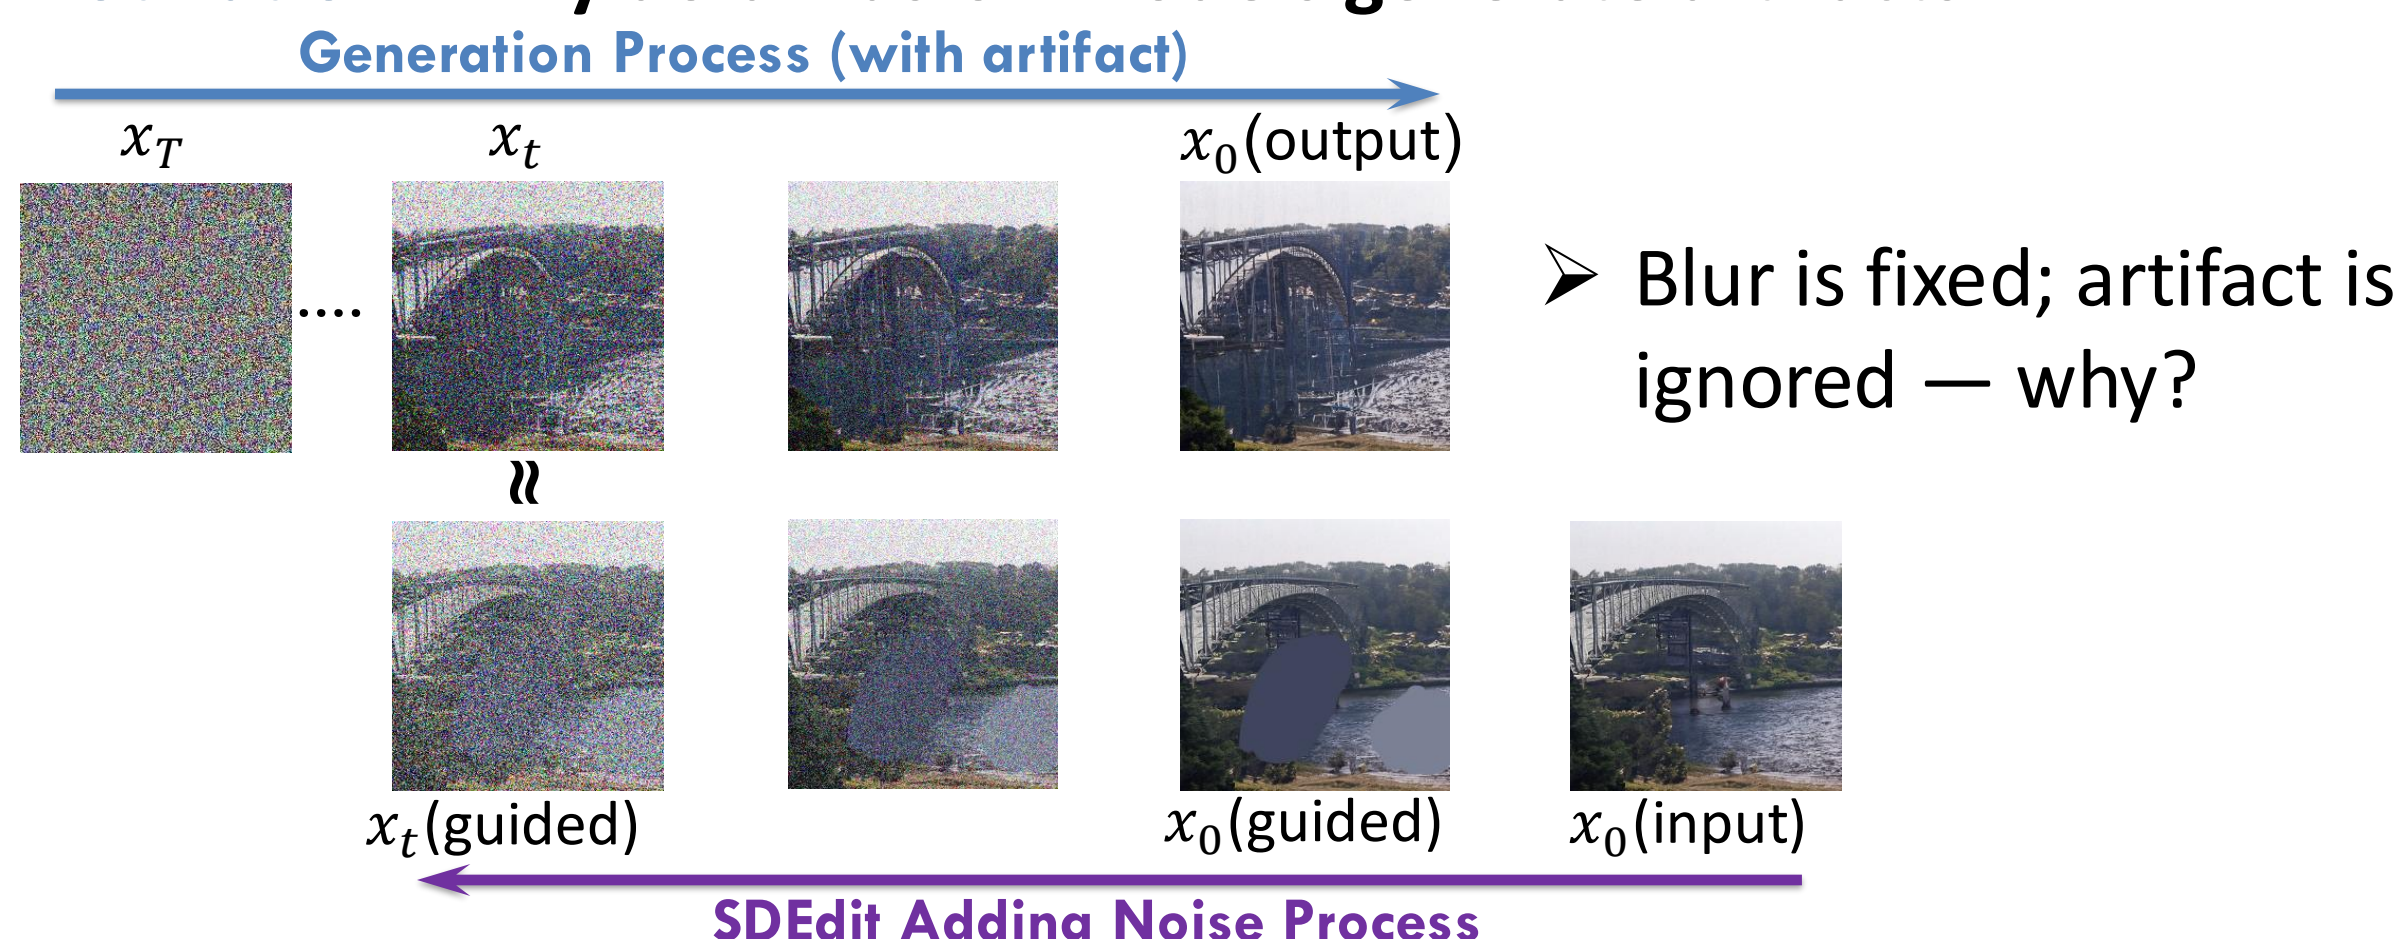 Generation Process (with artifact)
x_T
x_t
x_0(output)
....
➢ Blur is fixed; artifact is
ignored — why?
≈
x_t(guided)
x_0(guided)
x_0(input)
SDEdit Adding Noise Process